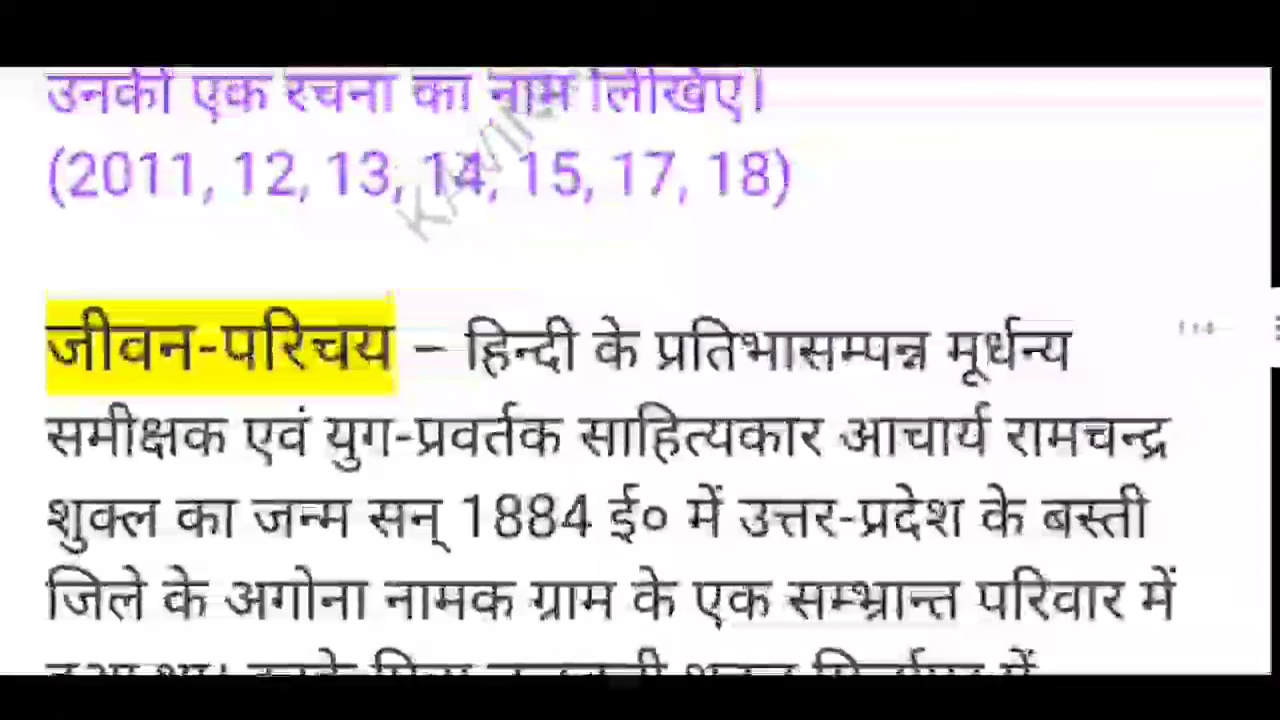 उनकी एक रचना का नाम लिखिए।
(2011, 12, 13, 14, 15, 17, 18)
जीवन-परिचय – हिन्दी के प्रतिभासम्पन्न मूर्धन्य
समीक्षक एवं युग-प्रवर्तक साहित्यकार आचार्य रामचन्द्र
शुक्ल का जन्म सन् 1884 ई० में उत्तर-प्रदेश के बस्ती
जिले के अगोना नामक ग्राम के एक सम्भ्रान्त परिवार में